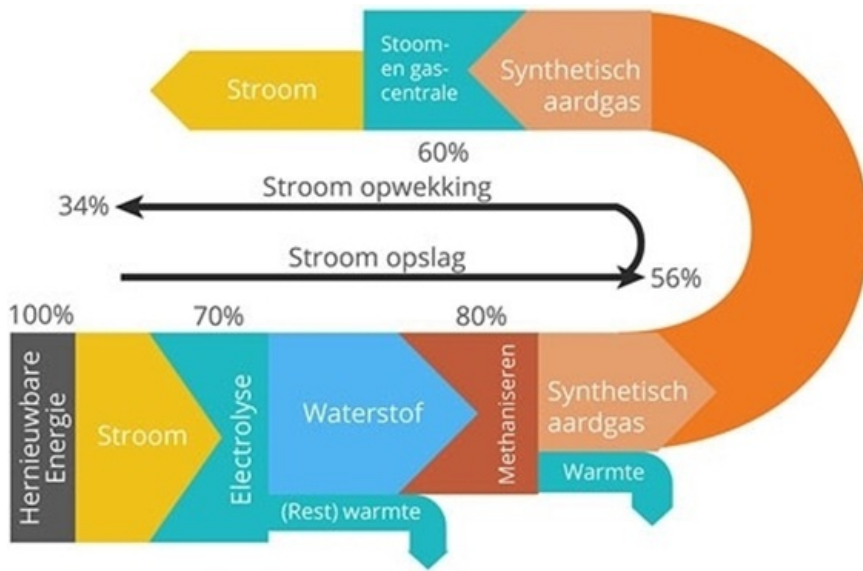 Stroom
Stoom-
en gas-
centrale
Synthetisch
aardgas
60%
Stroom opwekking
34%
Stroom opslag
56%
100%
70%
80%
Hernieuwbare
Energie
Stroom
Electrolyse
Waterstof
Methaniseren
Synthetisch
aardgas
(Rest) warmte
Warmte